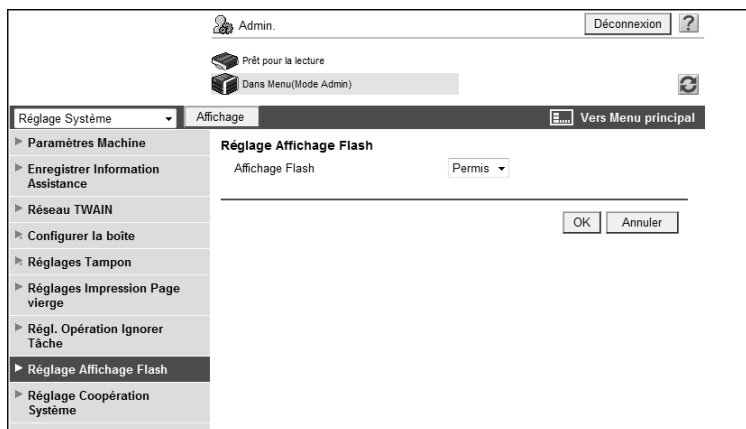 Admin.
Déconnexion
?
Prêt pour la lecture
Dans Menu(Mode Admin)
Réglage Système
Affichage
Vers Menu principal
Paramètres Machine
Enregistrer Information
Assistance
Réseau TWAIN
Configurer la boîte
Réglages Tampon
Réglages Impression Page
vierge
Régl. Opération Ignorer
Tâche
Réglage Affichage Flash
Réglage Coopération
Système
Réglage Affichage Flash
Affichage Flash
Permis
OK
Annuler